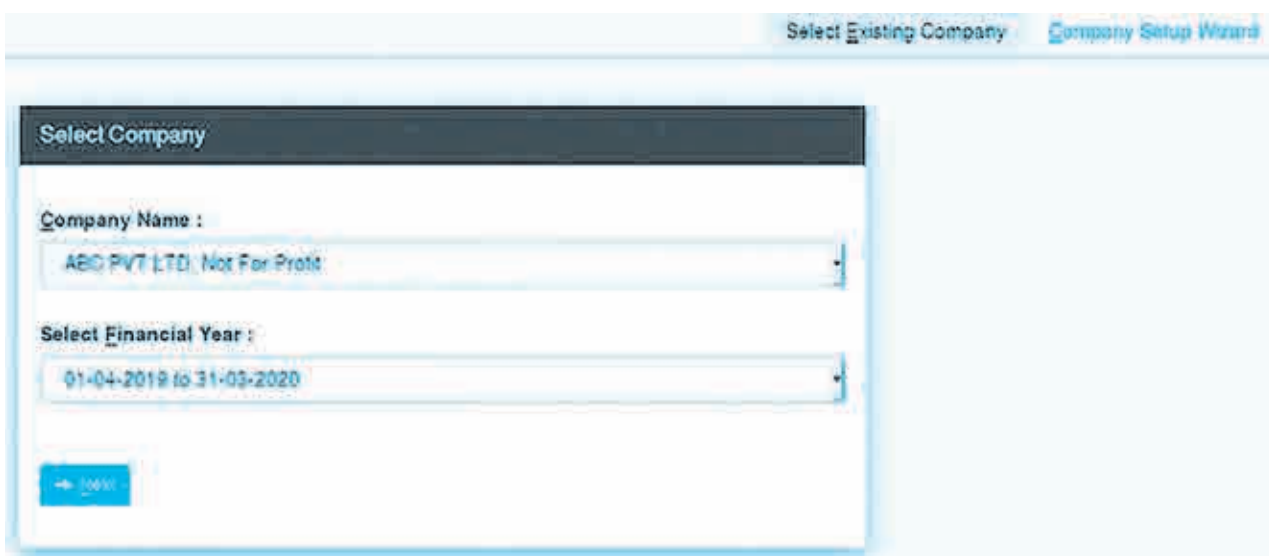 Select Existing Company Company Setup Wizard
Select Company
Company Name :
ABC PVT LTD, Not For Profit
Select Financial Year :
01-04-2019 to 31-03-2020
Next